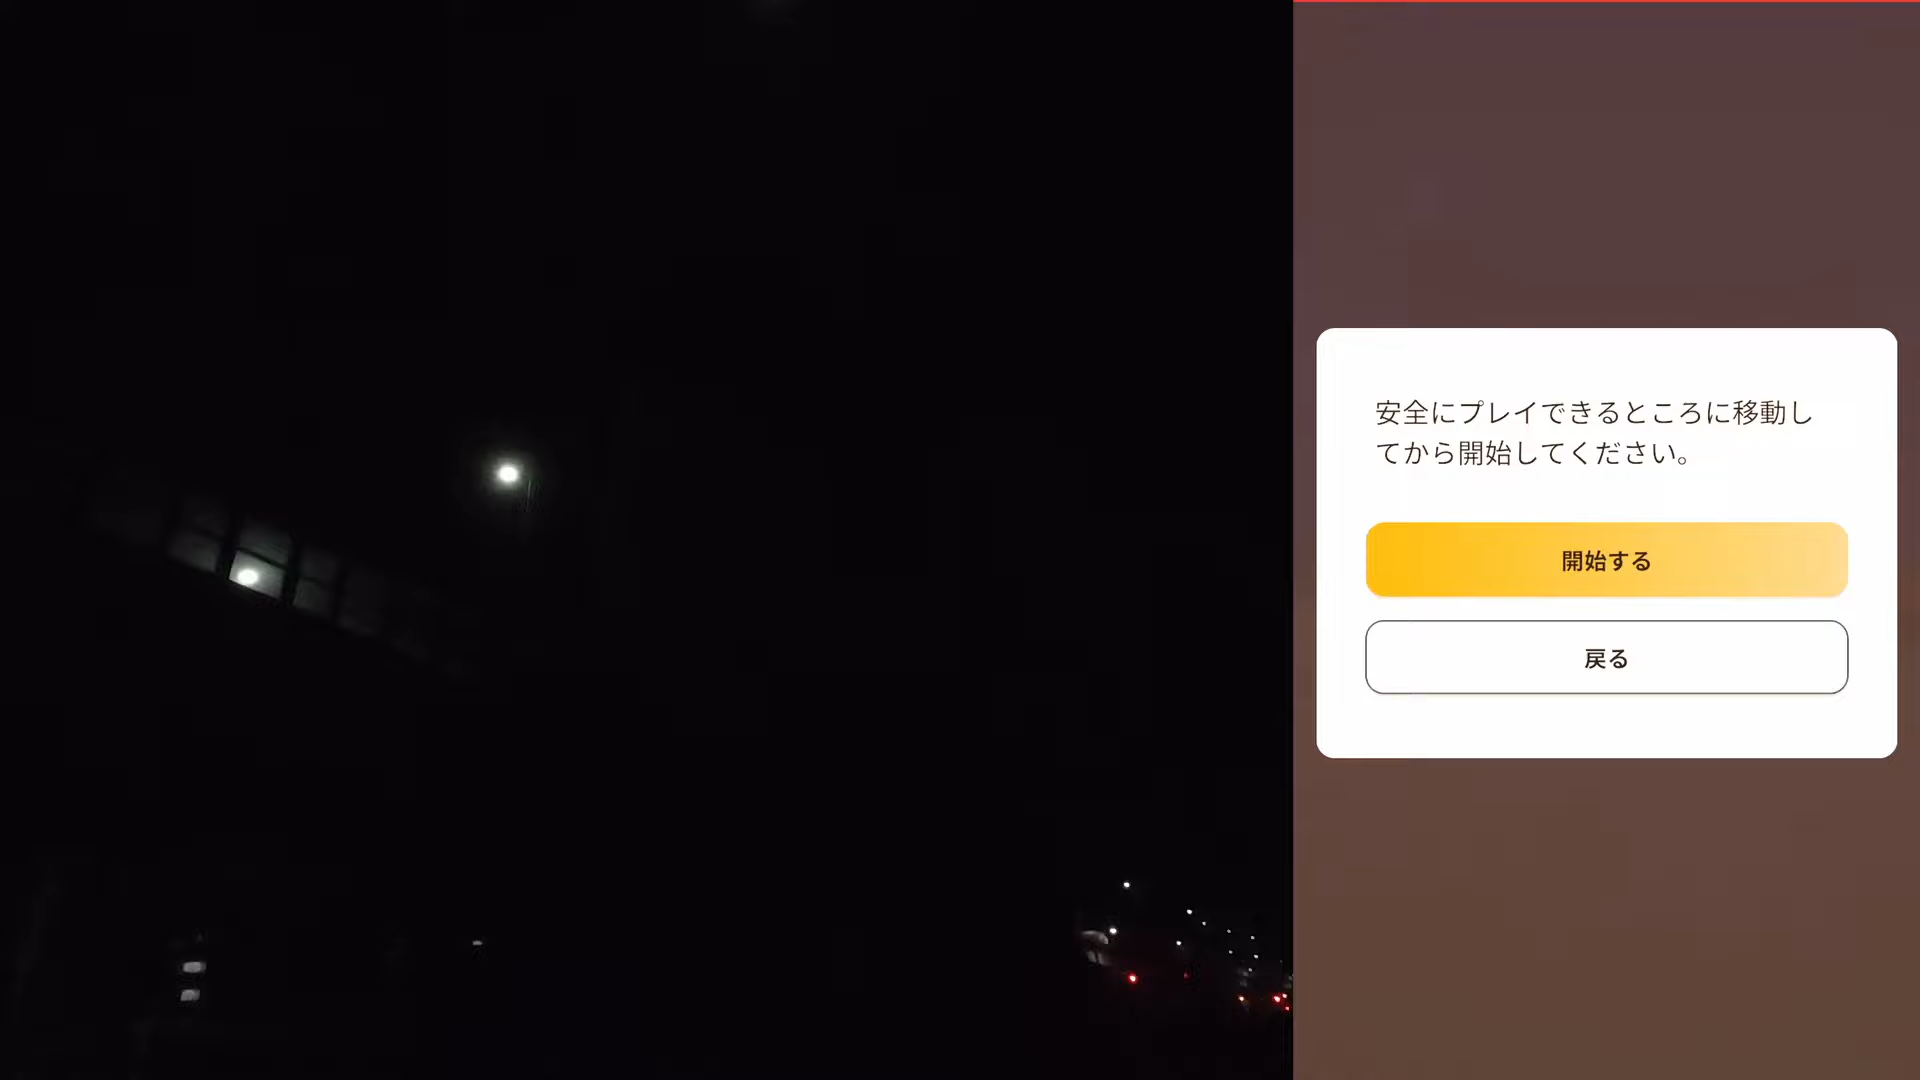 安全にプレイできるところに移動し
てから開始してください。
開始する
戻る